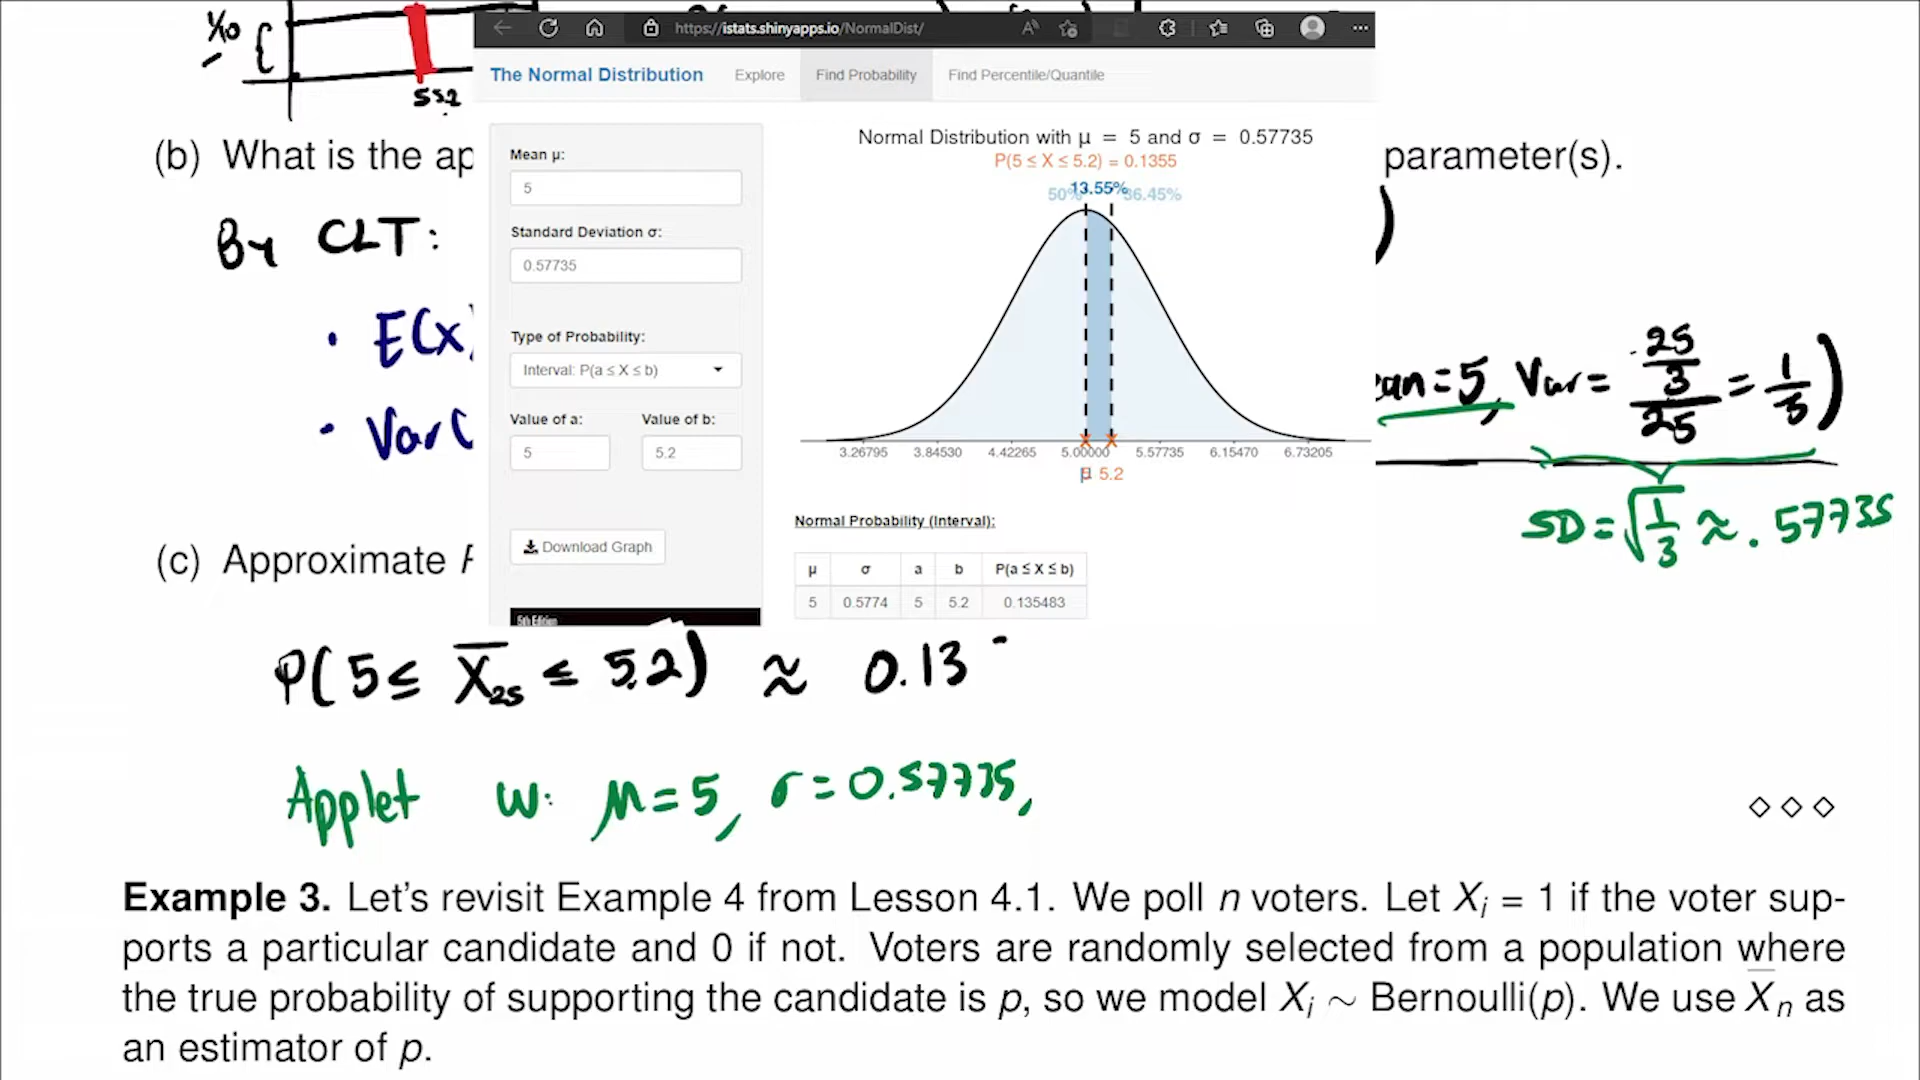 1/10
5 5.2
https://istats.shinyapps.io/NormalDist/
The Normal Distribution Explore Find Probability Find Percentile/Quantile
(b) What is the ap parameter(s).
Mean μ:
5
Standard Deviation σ:
0.57735
Type of Probability:
Interval: P(a ≤ X ≤ b)
Value of a: Value of b:
5 5.2
Download Graph
5th Edition
Normal Distribution with μ = 5 and σ = 0.57735
P(5 ≤ X ≤ 5.2) = 0.1355
50% 13.55% 36.45%
3.26795 3.84530 4.42265 5.00000 5.57735 6.15470 6.73205
5.2
Normal Probability (Interval):
μ σ a b P(a ≤ X ≤ b)
5 0.5774 5 5.2 0.135483
By CLT: )
· E(X)
· Var(
ean = 5, Var = 25/3 / 25 = 1/3 )
SD = √1/3 ≈ .57735
(c) Approximate P
P( 5 ≤ X̄25 ≤ 5.2) ≈ 0.13
Applet w: μ = 5, σ = 0.57735,
◇ ◇ ◇
Example 3. Let's revisit Example 4 from Lesson 4.1. We poll n voters. Let Xi = 1 if the voter sup-
ports a particular candidate and 0 if not. Voters are randomly selected from a population where
the true probability of supporting the candidate is p, so we model Xi ∼ Bernoulli(p). We use X̄n as
an estimator of p.